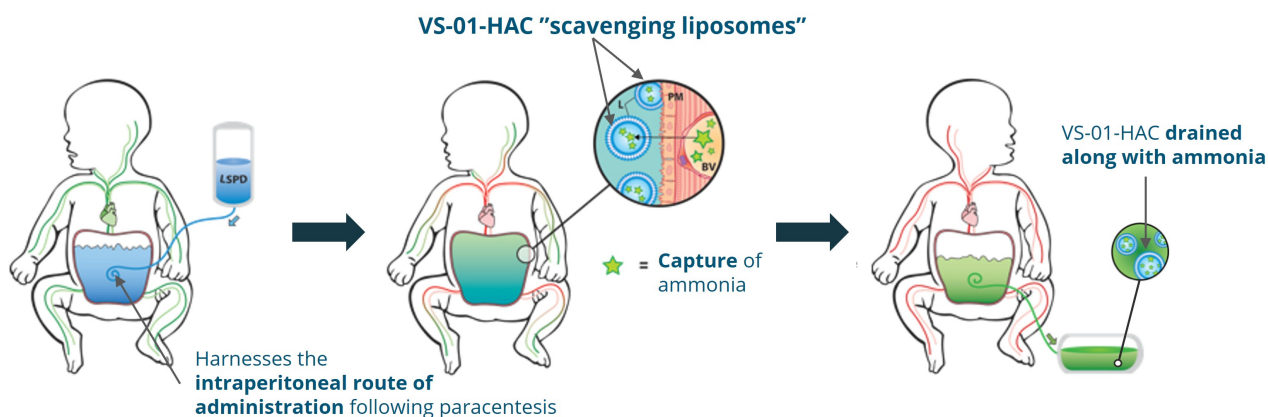 VS-01-HAC ”scavenging liposomes”
LSPD
L
PM
BV
VS-01-HAC drained
along with ammonia
= Capture of
ammonia
Harnesses the
intraperitoneal route of
administration following paracentesis